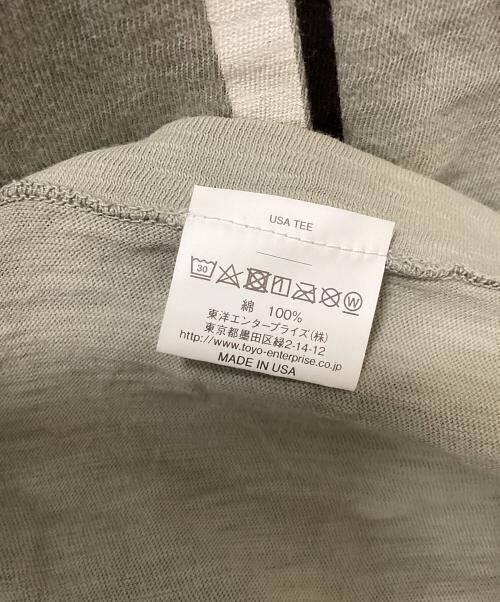 USA TEE
30 W
綿 100%
東洋エンタープライズ(株)
東京都墨田区緑2-14-12
http://www.toyo-enterprise.co.jp
MADE IN USA